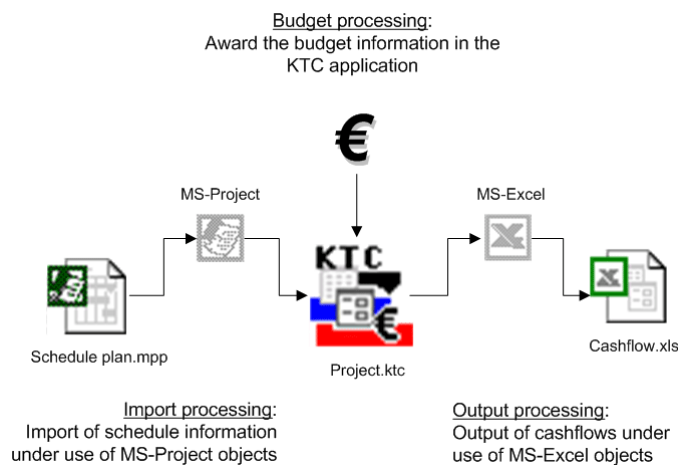 Budget processing:
Award the budget information in the
KTC application
€
MS-Project
MS-Excel
KTC
€
Schedule plan.mpp
Project.ktc
Cashflow.xls
Import processing:
Import of schedule information
under use of MS-Project objects
Output processing:
Output of cashflows under
use of MS-Excel objects